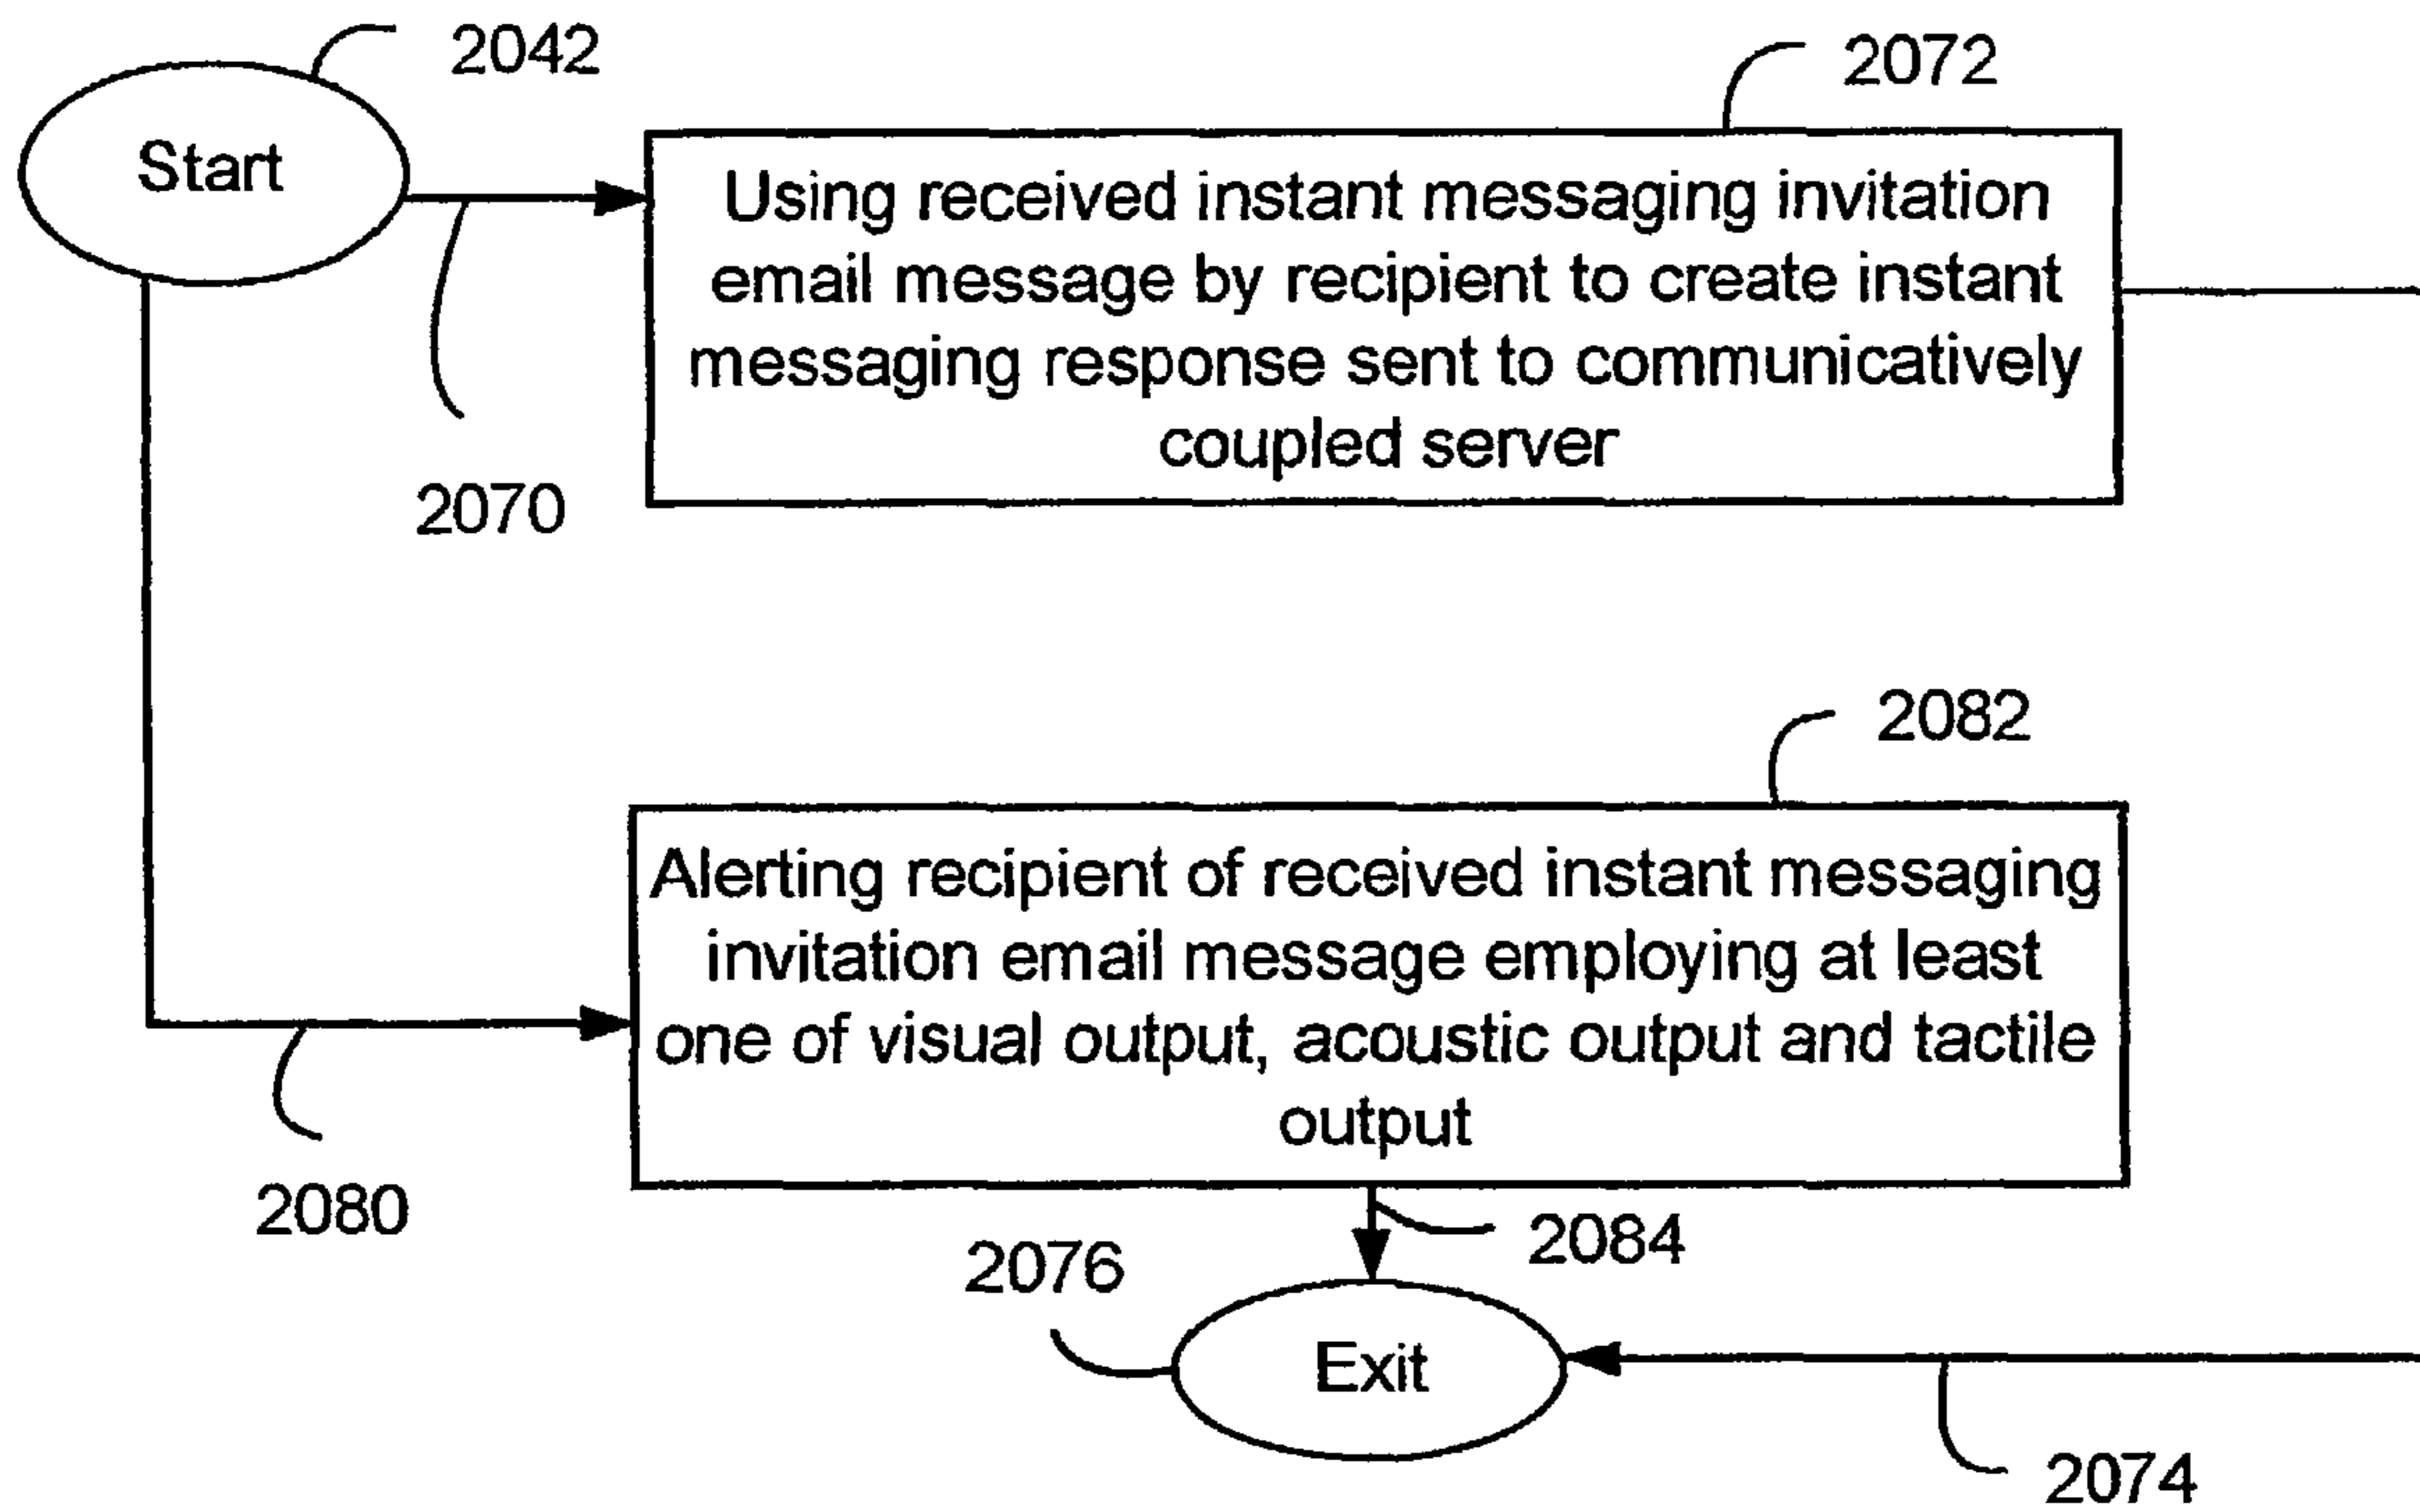 2042
2072
Start
Using received instant messaging invitation
email message by recipient to create instant
messaging response sent to communicatively
coupled server
2070
2082
Alerting recipient of received instant messaging
invitation email message employing at least
one of visual output, acoustic output and tactile
output
2080
2084
2076
Exit
2074